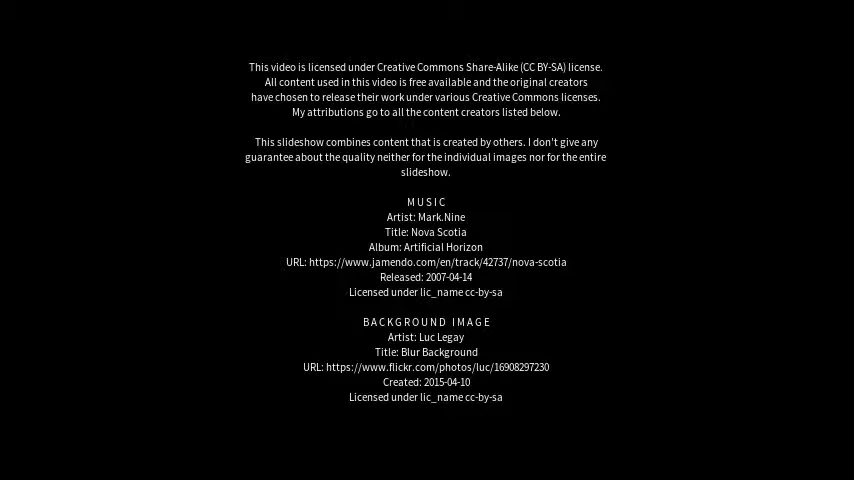 This video is licensed under Creative Commons Share-Alike (CC BY-SA) license.
All content used in this video is free available and the original creators
have chosen to release their work under various Creative Commons licenses.
My attributions go to all the content creators listed below.
This slideshow combines content that is created by others. I don't give any
guarantee about the quality neither for the individual images nor for the entire
slideshow.
MUSIC
Artist: Mark.Nine
Title: Nova Scotia
Album: Artificial Horizon
URL: https://www.jamendo.com/en/track/42737/nova-scotia
Released: 2007-04-14
Licensed under lic_name cc-by-sa
BACKGROUND IMAGE
Artist: Luc Legay
Title: Blur Background
URL: https://www.flickr.com/photos/luc/16908297230
Created: 2015-04-10
Licensed under lic_name cc-by-sa